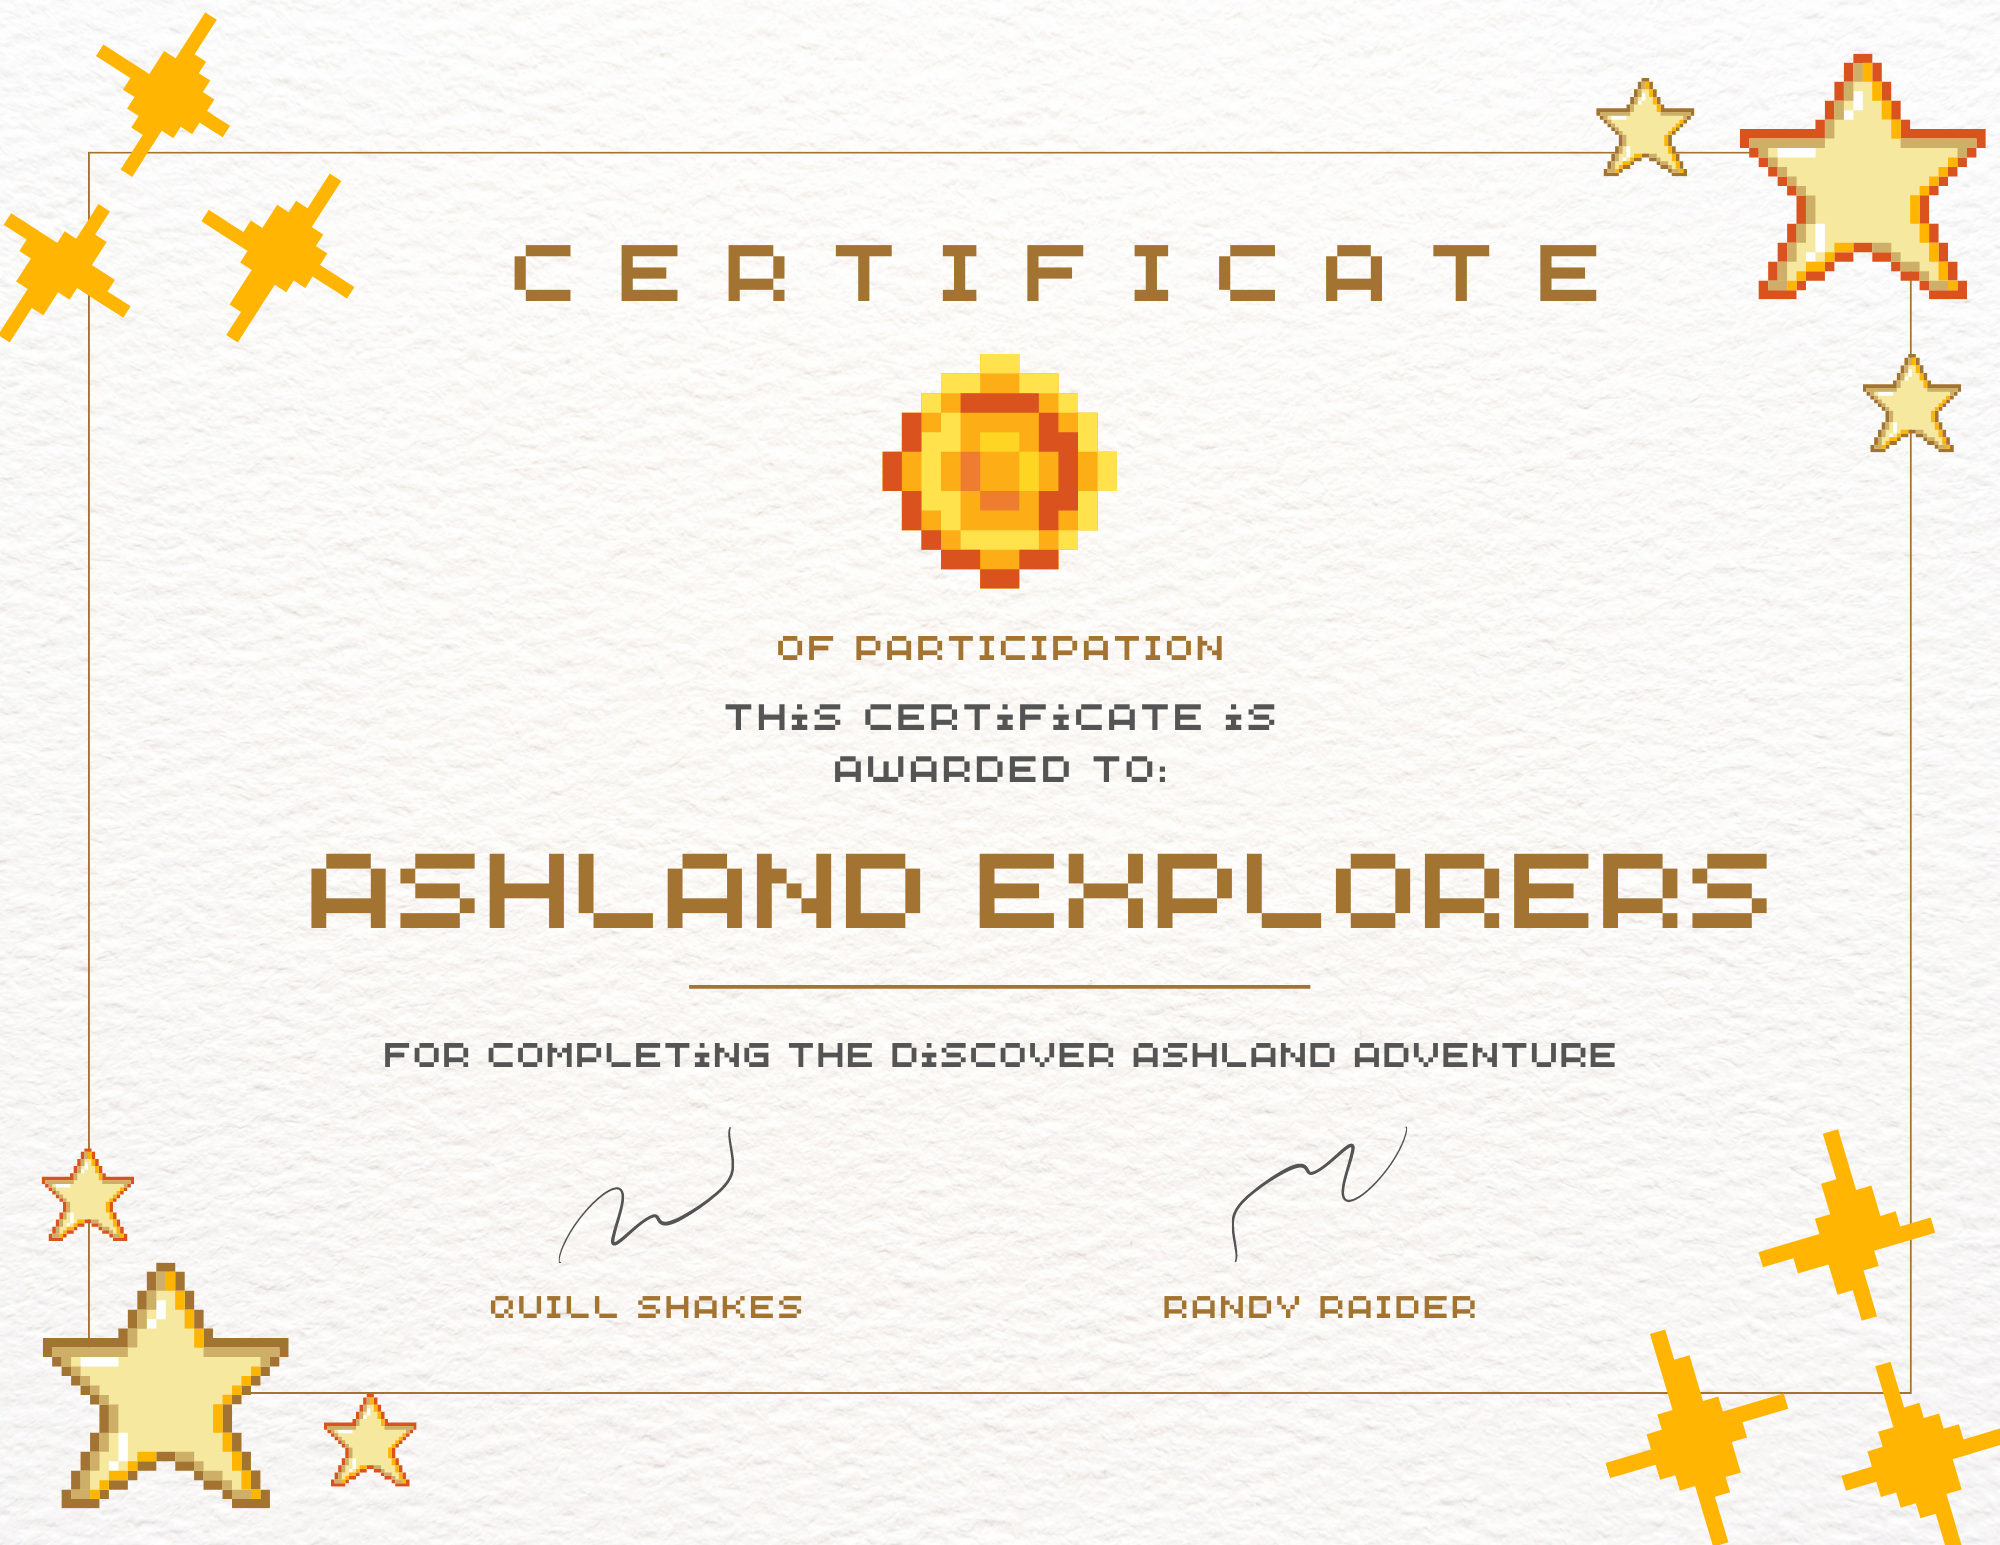 CERTIFICATE
OF PARTICIPATION
THiS CERTiFiCATE iS
AWARDED TO:
ASHLAND EXPLORERS
FOR COMPLETiNG THE DiSCOVER ASHLAND ADVENTURE
QUILL SHAKES
RANDY RAIDER